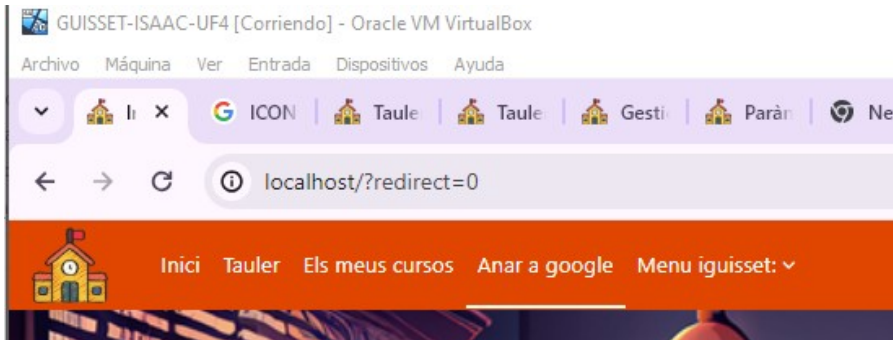 GUISSET-ISAAC-UF4 [Corriendo] - Oracle VM VirtualBox
Archivo Máquina Ver Entrada Dispositivos Ayuda
ICON Taule Taule Gesti Paràn Ne
localhost/?redirect=0
Inici Tauler Els meus cursos Anar a google Menu iguisset: